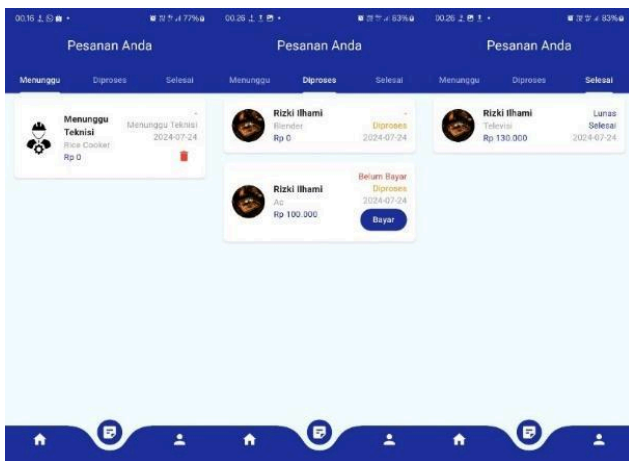 00.16
77%
Pesanan Anda
Menunggu Diproses Selesai
Menunggu Teknisi
Rice Cooker
Rp 0
-
Menunggu Teknisi
2024-07-24
00.26
83%
Pesanan Anda
Menunggu Diproses Selesai
Rizki Ilhami
Blender
Rp 0
-
Diproses
2024-07-24
Rizki Ilhami
Ac
Rp 100.000
Belum Bayar
Diproses
2024-07-24
Bayar
00.26
83%
Pesanan Anda
Menunggu Diproses Selesai
Rizki Ilhami
Televisi
Rp 130.000
Lunas
Selesai
2024-07-24